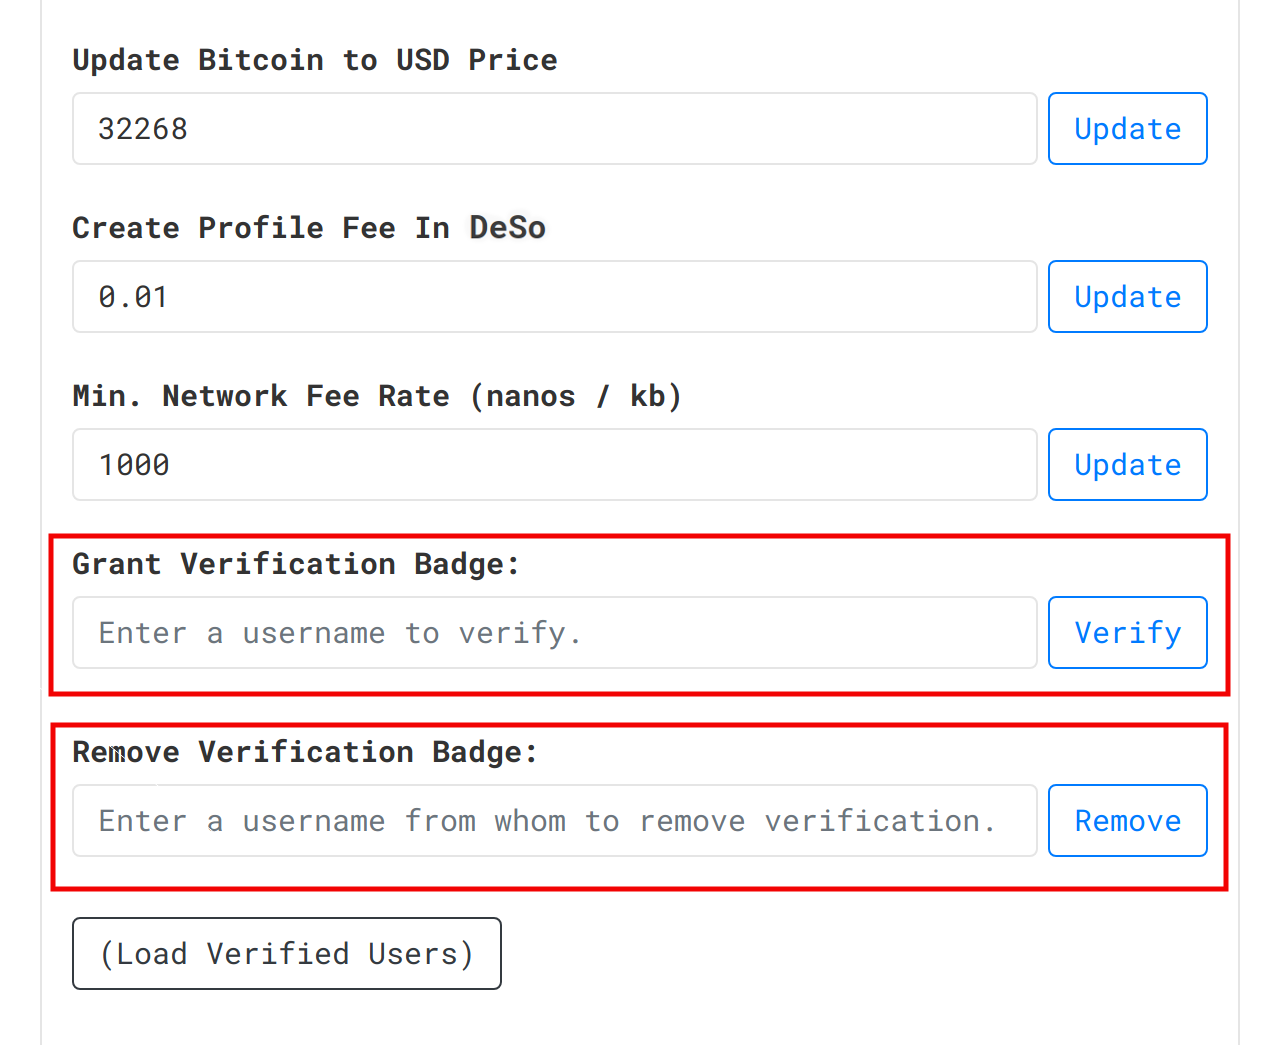 Update Bitcoin to USD Price
32268
Update
Create Profile Fee In DeSo
0.01
Update
Min. Network Fee Rate (nanos / kb)
1000
Update
Grant Verification Badge:
Enter a username to verify.
Verify
Remove Verification Badge:
Enter a username from whom to remove verification.
Remove
(Load Verified Users)